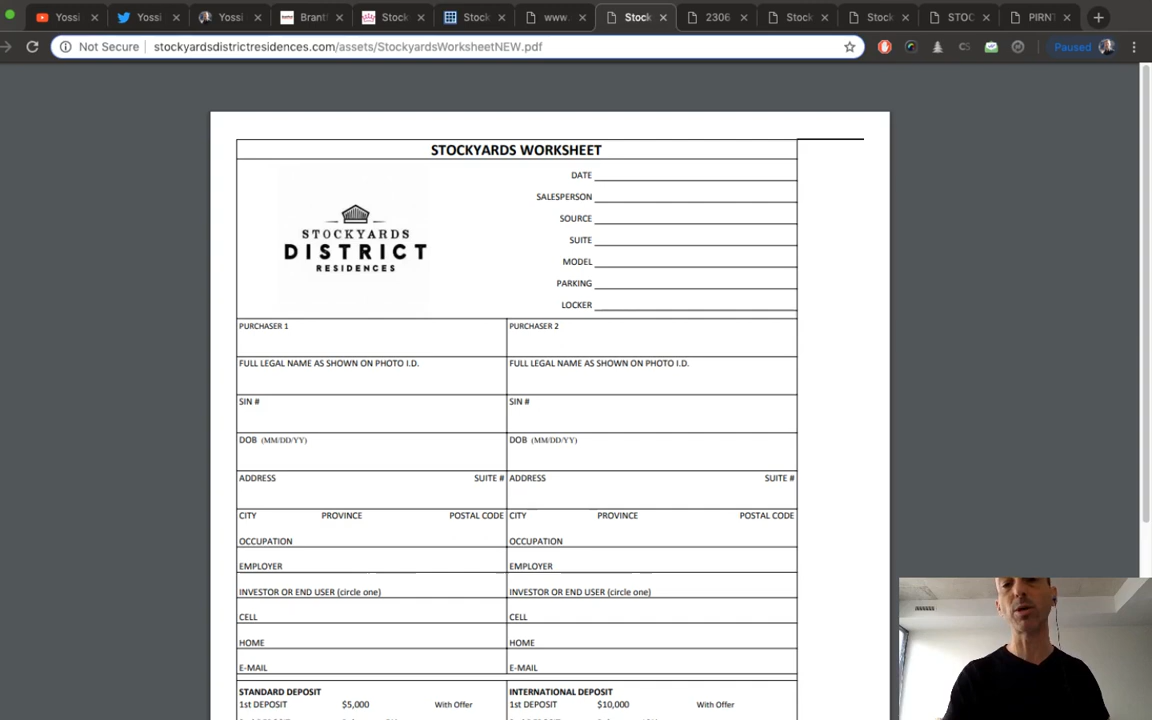 Yossi
Yossi
Yossi
Brant
Stock
Stock
www.
Stock
2306
Stock
Stock
STOC
PIRNT
Not Secure
stockyardsdistrictresidences.com/assets/StockyardsWorksheetNEW.pdf
CS
Paused
STOCKYARDS WORKSHEET
DATE
SALESPERSON
SOURCE
SUITE
MODEL
PARKING
LOCKER
STOCKYARDS
DISTRICT
RESIDENCES
PURCHASER 1 PURCHASER 2
FULL LEGAL NAME AS SHOWN ON PHOTO I.D. FULL LEGAL NAME AS SHOWN ON PHOTO I.D.
SIN # SIN #
DOB (MM/DD/YY) DOB (MM/DD/YY)
ADDRESS SUITE # ADDRESS SUITE #
CITY PROVINCE POSTAL CODE CITY PROVINCE POSTAL CODE
OCCUPATION OCCUPATION
EMPLOYER EMPLOYER
INVESTOR OR END USER (circle one) INVESTOR OR END USER (circle one)
CELL CELL
HOME HOME
E-MAIL E-MAIL
STANDARD DEPOSIT INTERNATIONAL DEPOSIT
1st DEPOSIT $5,000 With Offer 1st DEPOSIT $10,000 With Offer